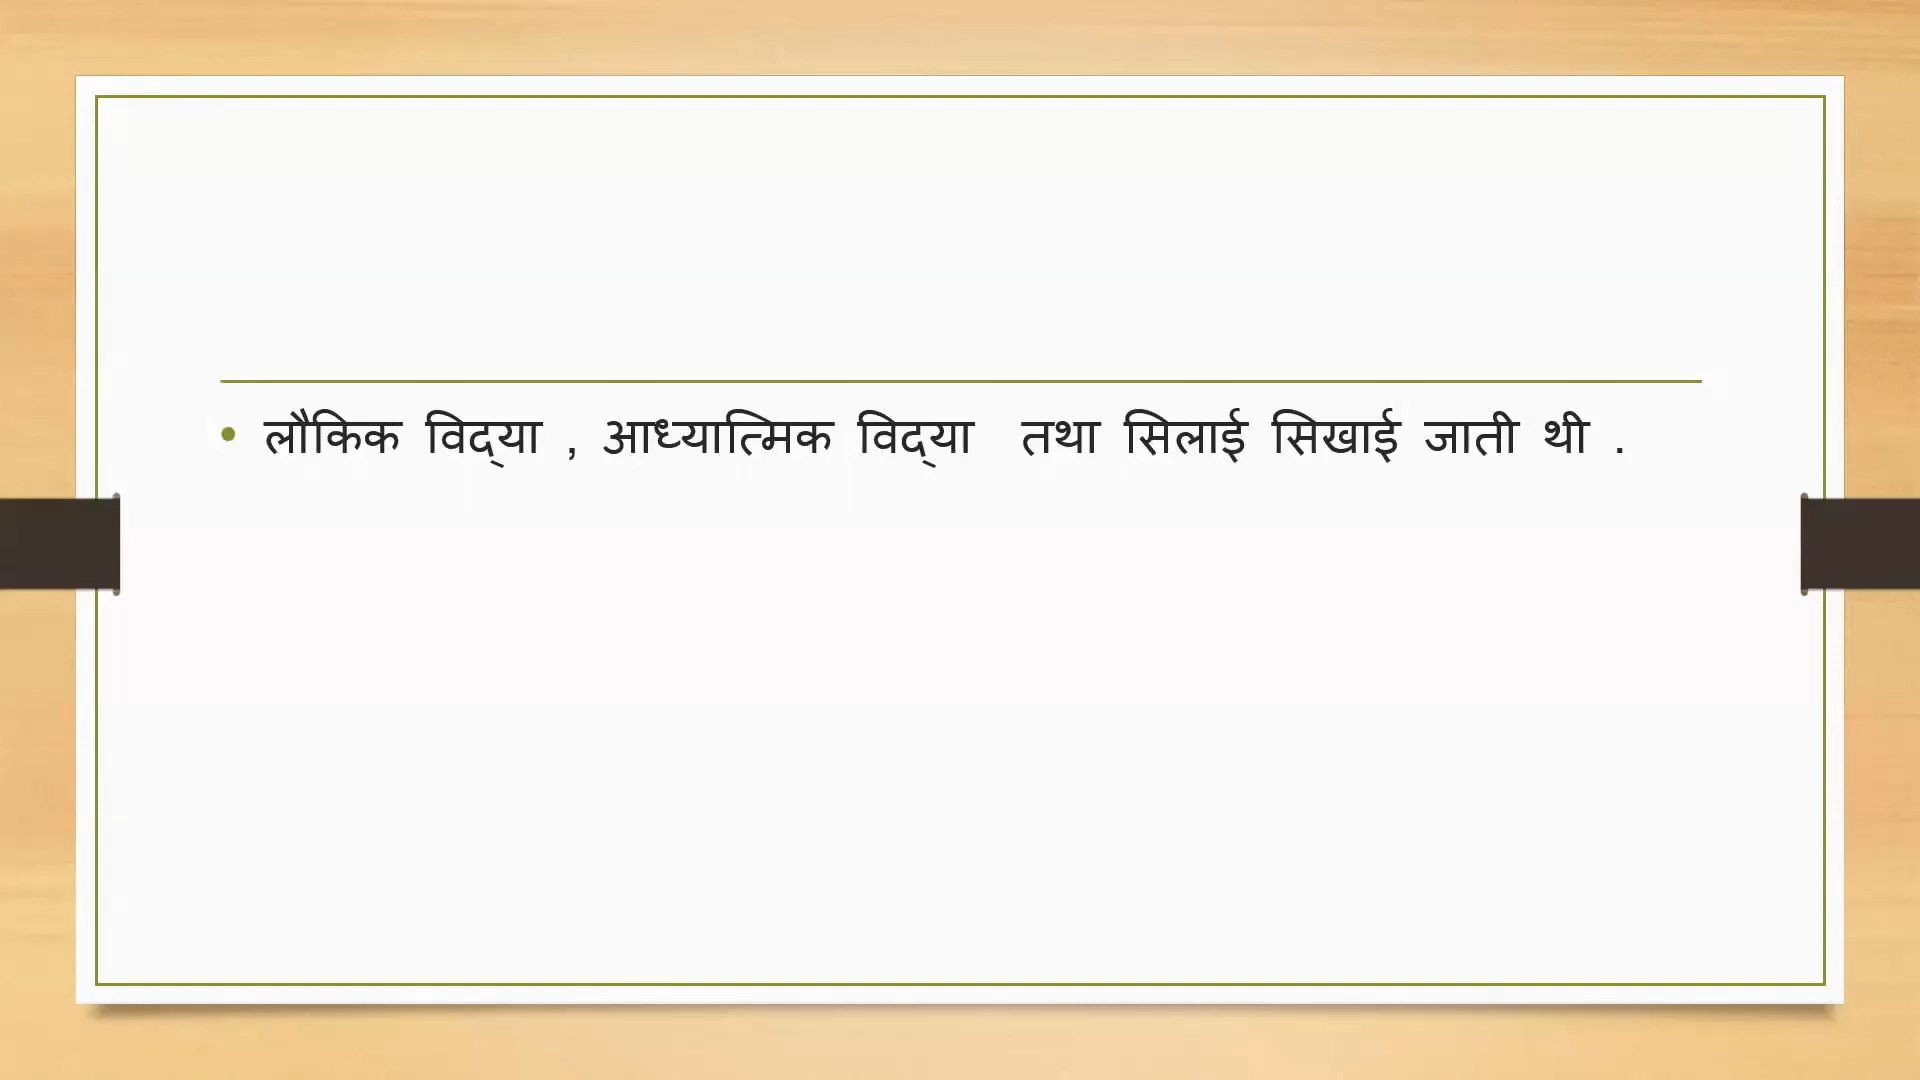 • लौकिक विद्‌या , आध्यात्मिक विद्‌या तथा सिलाई सिखाई जाती थी .